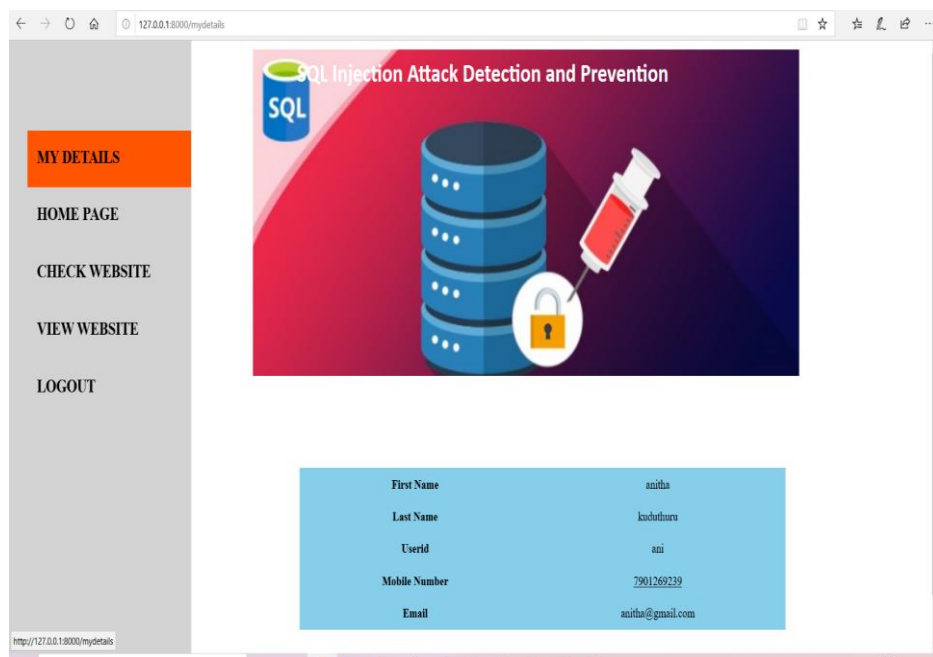 127.0.0.1:8000/mydetails
SQL Injection Attack Detection and Prevention
SQL
MY DETAILS
HOME PAGE
CHECK WEBSITE
VIEW WEBSITE
LOGOUT
First Name anitha
Last Name kuduthuru
Userid ani
Mobile Number 7901269239
Email anitha@gmail.com
http://127.0.0.1:8000/mydetails